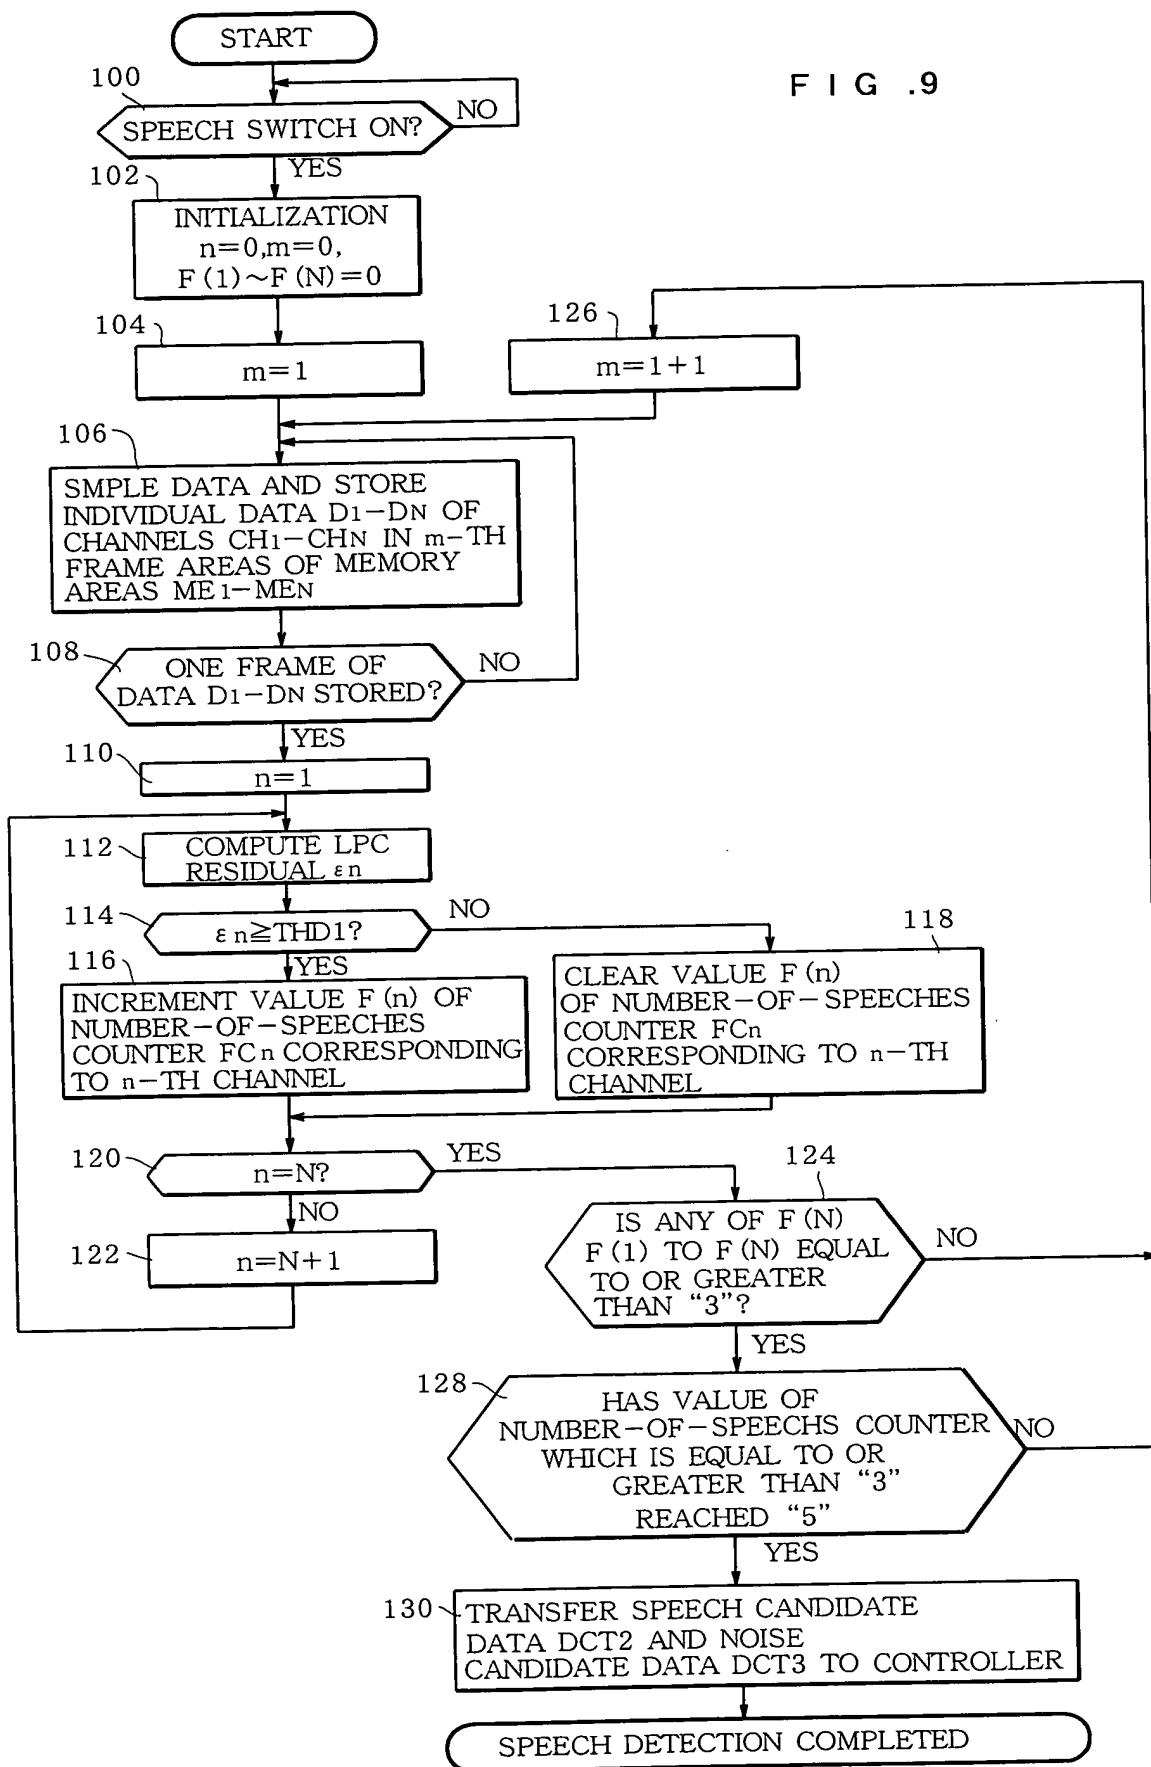 START
FIG.9
100
SPEECH SWITCH ON?
NO
YES
102
INITIALIZATION
n=0,m=0,
F(1)~F(N)=0
104
m=1
126
m=1+1
106
SMPLE DATA AND STORE
INDIVIDUAL DATA D1-DN OF
CHANNELS CH1-CHN IN m-TH
FRAME AREAS OF MEMORY
AREAS ME1-MEN
108
ONE FRAME OF
DATA D1-DN STORED?
NO
YES
110
n=1
112
COMPUTE LPC
RESIDUAL εn
114
εn≧THD1?
NO
YES
116
INCREMENT VALUE F(n) OF
NUMBER-OF-SPEECHES
COUNTER FCn CORRESPONDING
TO n-TH CHANNEL
118
CLEAR VALUE F(n)
OF NUMBER-OF-SPEECHES
COUNTER FCn
CORRESPONDING TO n-TH
CHANNEL
120
n=N?
YES
NO
122
n=N+1
124
IS ANY OF F(N)
F(1) TO F(N) EQUAL
TO OR GREATER
THAN “3”?
NO
YES
128
HAS VALUE OF
NUMBER-OF-SPEECHS COUNTER
WHICH IS EQUAL TO OR
GREATER THAN “3”
REACHED “5”
NO
YES
130
TRANSFER SPEECH CANDIDATE
DATA DCT2 AND NOISE
CANDIDATE DATA DCT3 TO CONTROLLER
SPEECH DETECTION COMPLETED